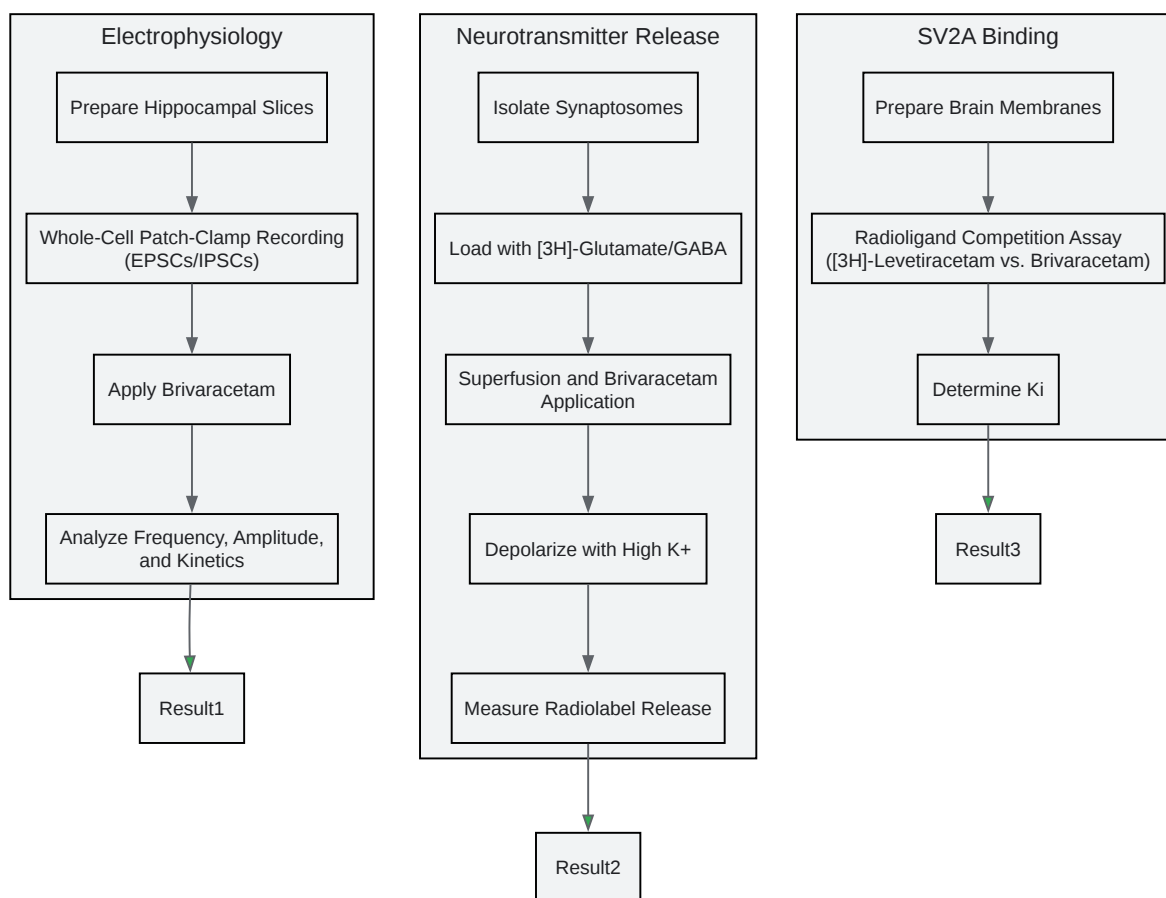 Electrophysiology
Prepare Hippocampal Slices
Whole-Cell Patch-Clamp Recording
(EPSCs/IPSCs)
Apply Brivaracetam
Analyze Frequency, Amplitude,
and Kinetics
Result1
Neurotransmitter Release
Isolate Synaptosomes
Load with [3H]-Glutamate/GABA
Superfusion and Brivaracetam
Application
Depolarize with High K+
Measure Radiolabel Release
Result2
SV2A Binding
Prepare Brain Membranes
Radioligand Competition Assay
([3H]-Levetiracetam vs. Brivaracetam)
Determine Ki
Result3